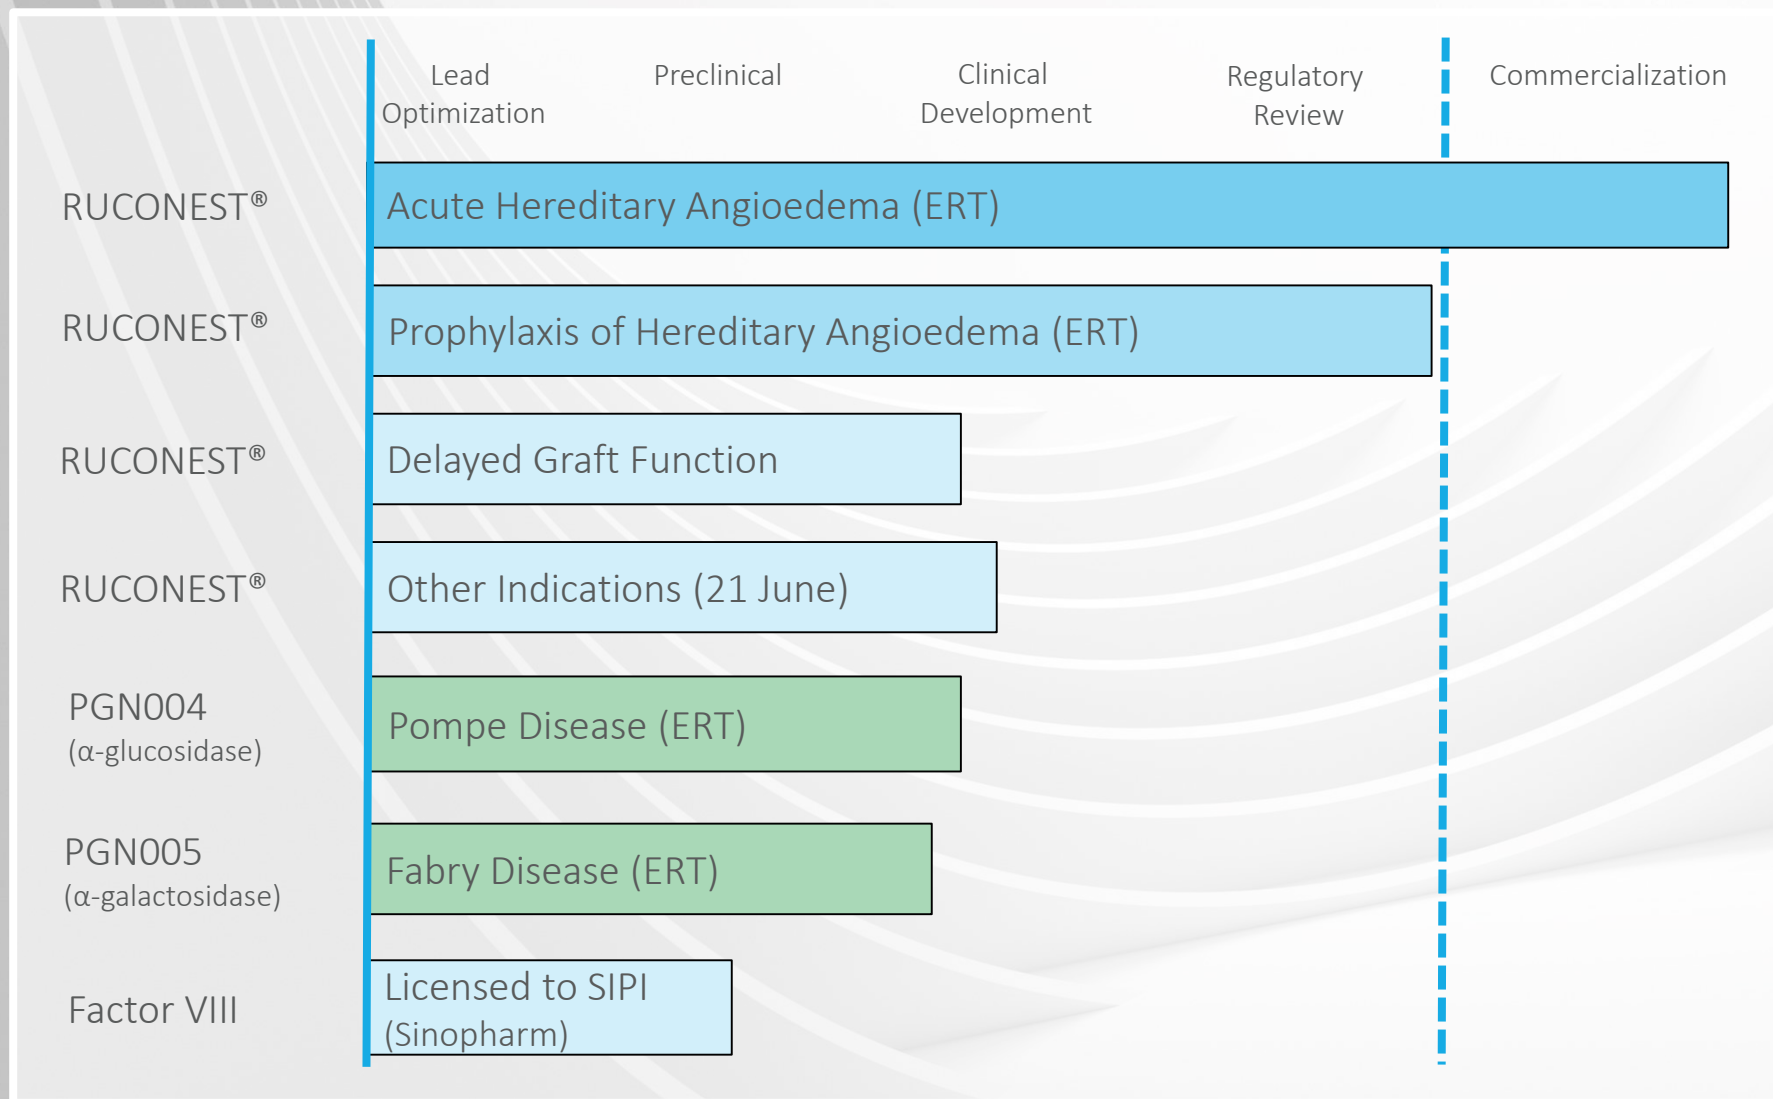 Lead
Optimization
Preclinical
Clinical
Development
Regulatory
Review
Commercialization
RUCONEST®
Acute Hereditary Angioedema (ERT)
RUCONEST®
Prophylaxis of Hereditary Angioedema (ERT)
RUCONEST®
Delayed Graft Function
RUCONEST®
Other Indications (21 June)
PGN004
(α-glucosidase)
Pompe Disease (ERT)
PGN005
(α-galactosidase)
Fabry Disease (ERT)
Factor VIII
Licensed to SIPI
(Sinopharm)